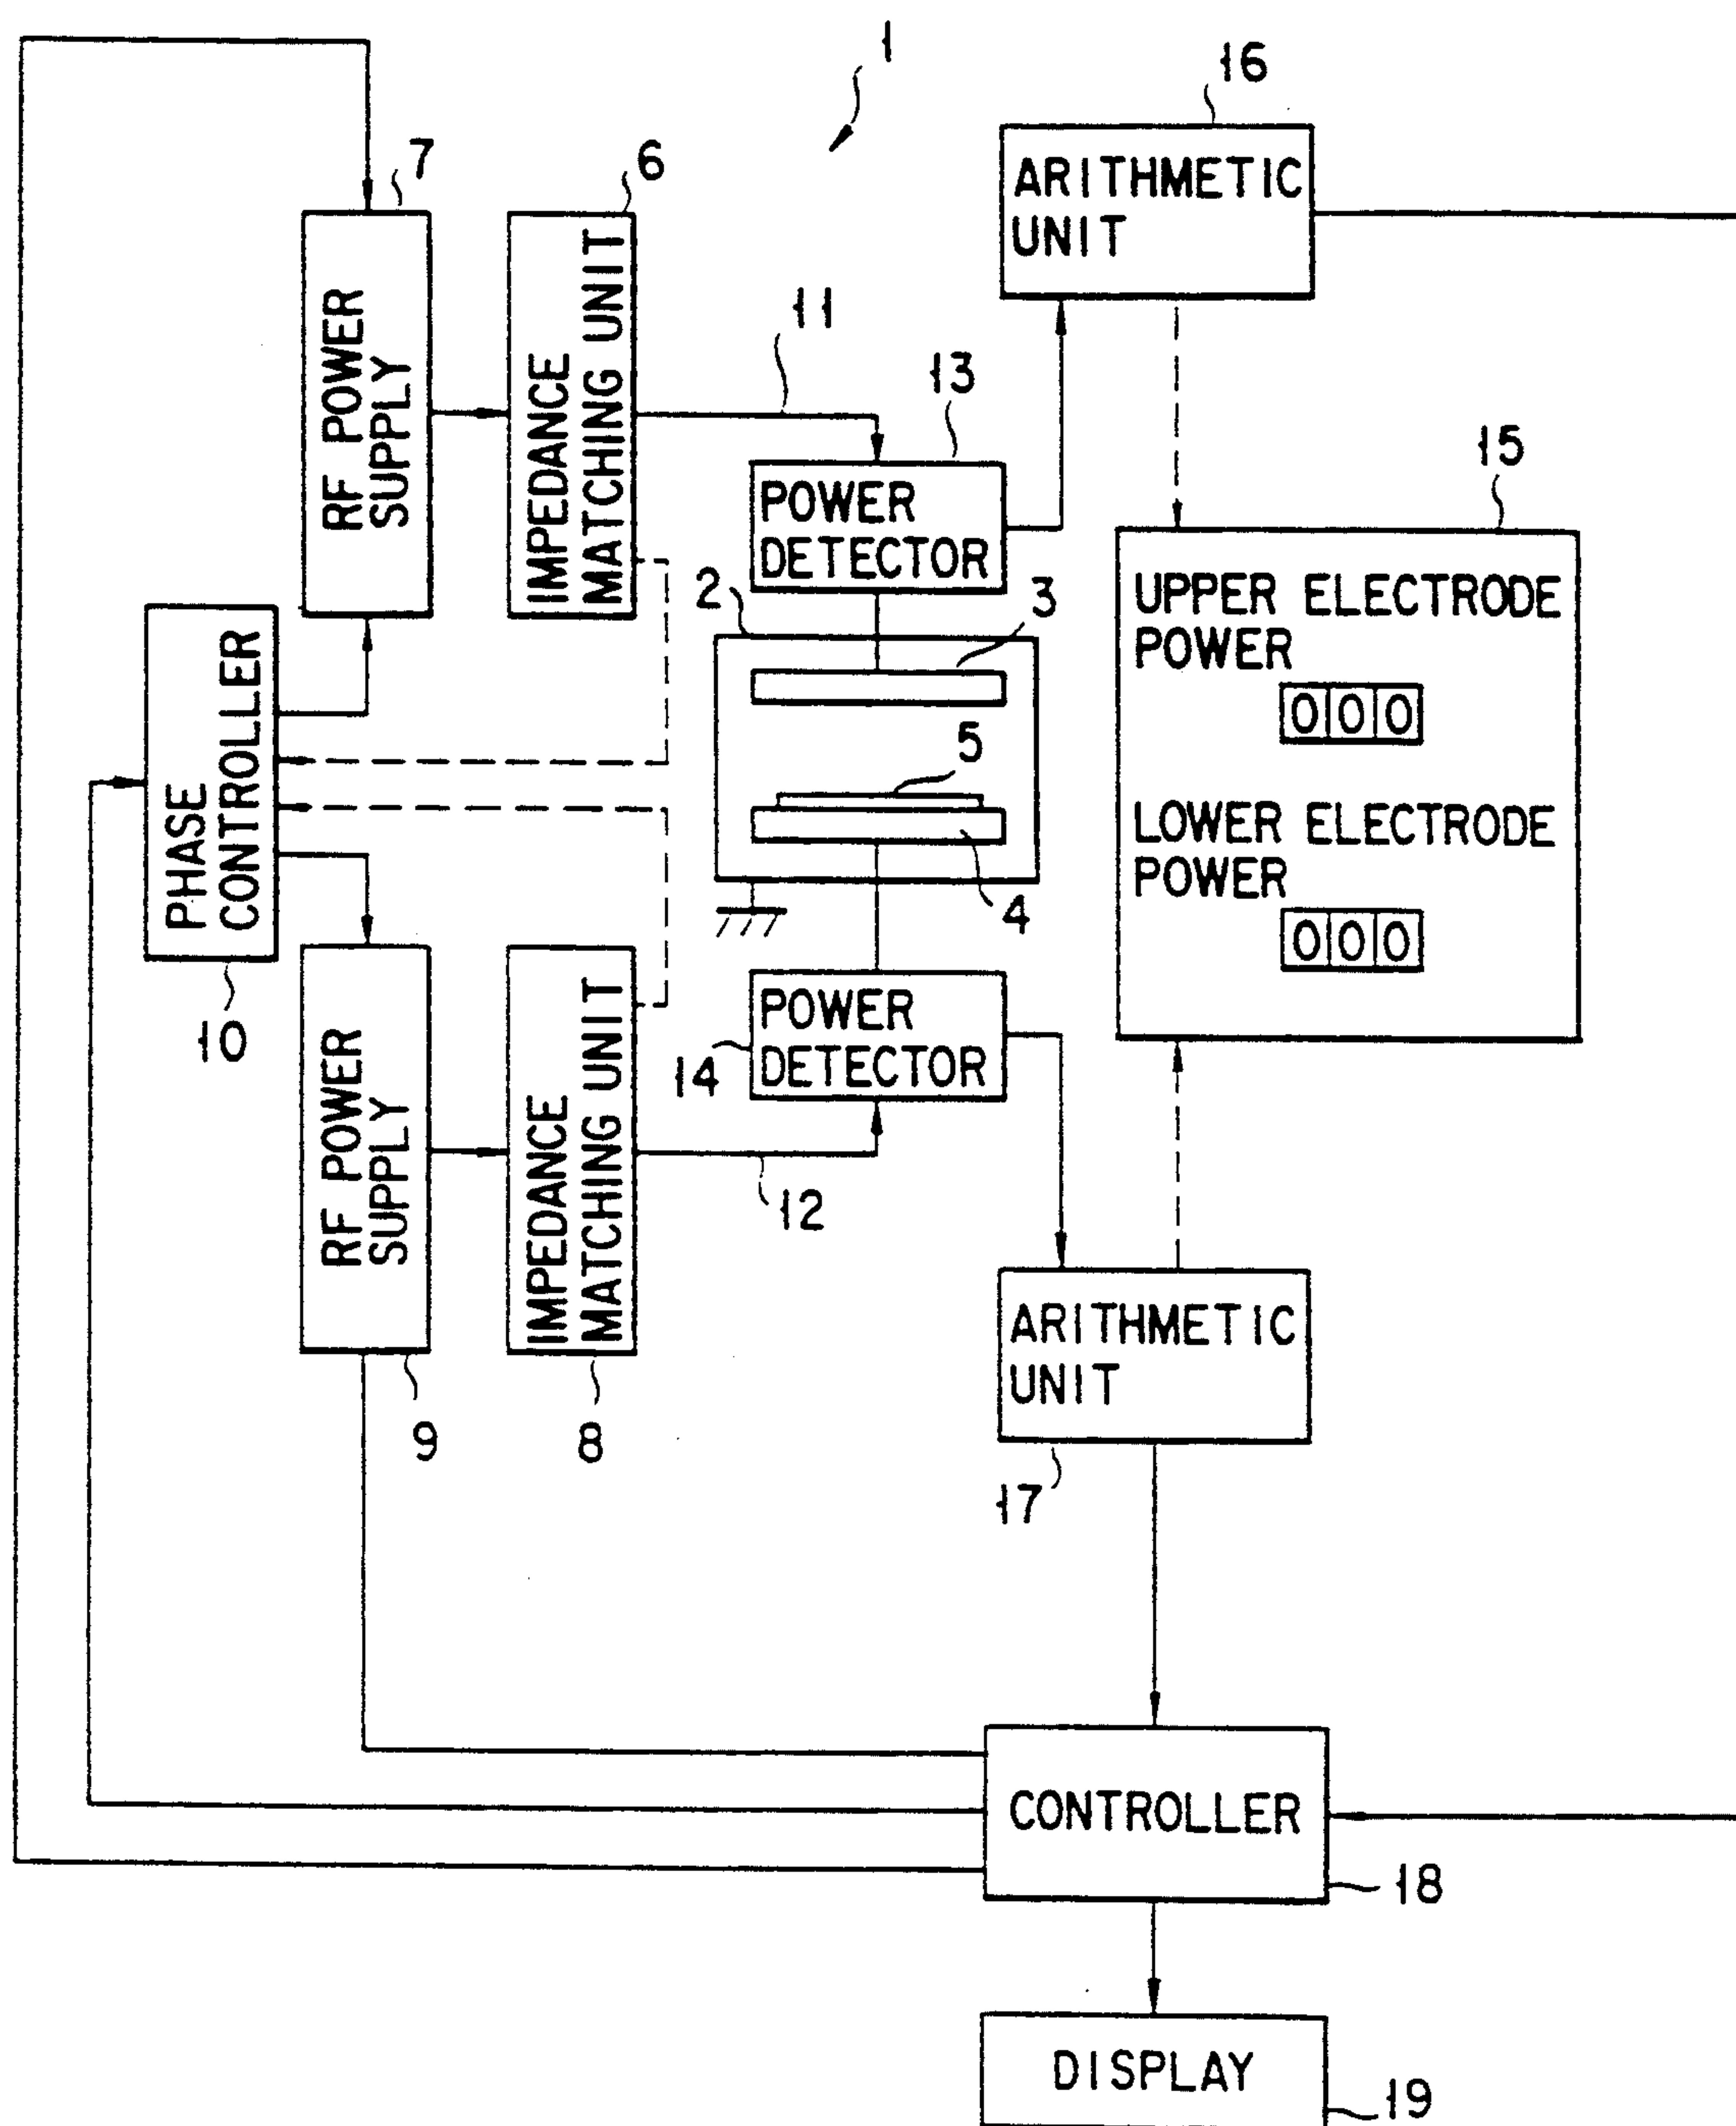 1
16
ARITHMETIC
UNIT
7
6
RF POWER
SUPPLY
IMPEDANCE
MATCHING UNIT
11
13
POWER
DETECTOR
15
UPPER ELECTRODE
POWER
000
LOWER ELECTRODE
POWER
000
2
3
5
4
PHASE
CONTROLLER
10
RF POWER
SUPPLY
9
IMPEDANCE
MATCHING UNIT
8
14
POWER
DETECTOR
12
ARITHMETIC
UNIT
17
CONTROLLER
18
DISPLAY
19